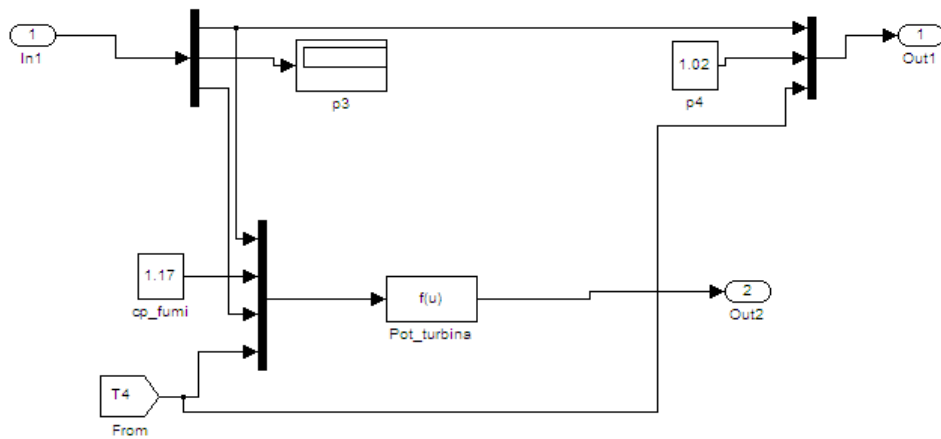 1
In1
p3
1.02
p4
1
Out1
1.17
cp_fumi
f(u)
Pot_turbina
2
Out2
T4
From